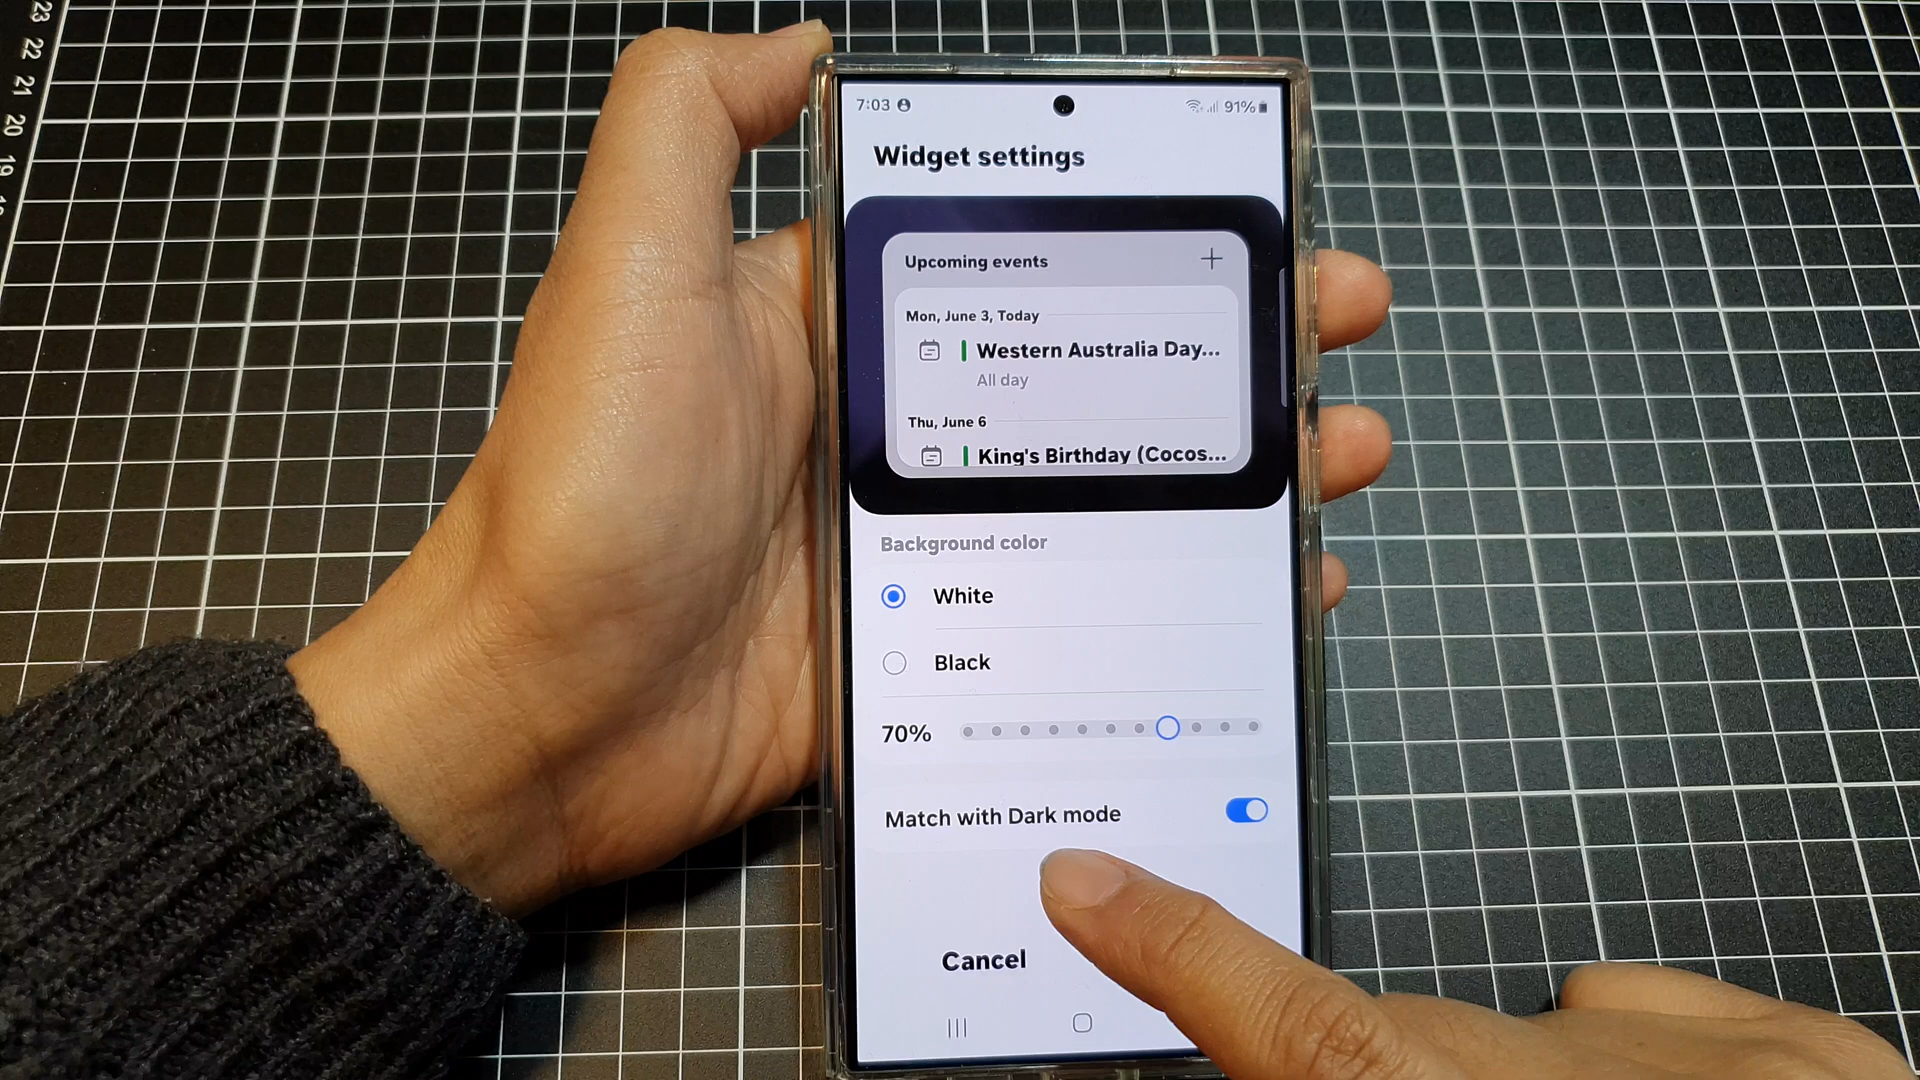 23
22
21
20
19
7:03 91%
Widget settings
Upcoming events
Mon, June 3, Today
Western Australia Day...
All day
Thu, June 6
King's Birthday (Cocos...
Background color
White
Black
70%
Match with Dark mode
Cancel